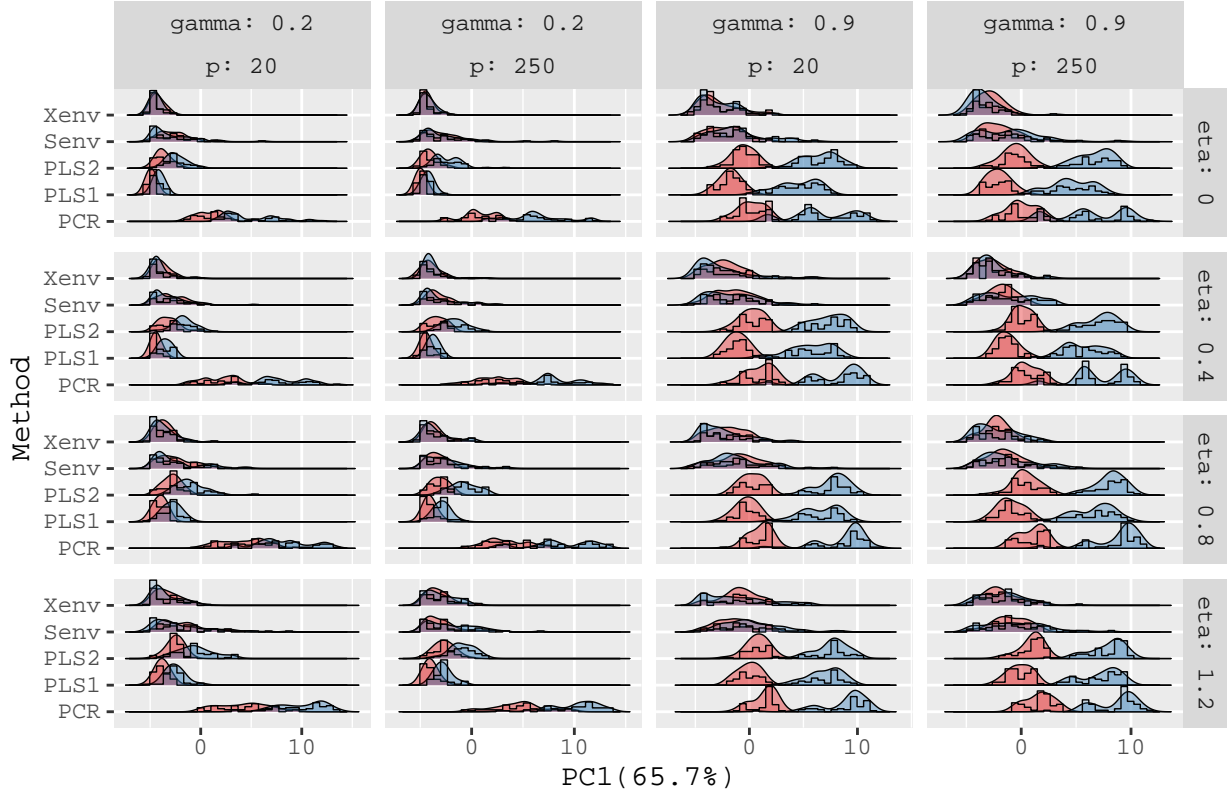 gamma: 0.2
gamma: 0.2
gamma: 0.9
gamma: 0.9
p: 20
p: 250
p: 20
p: 250
Xenv
Senv
PLS2
PLS1
PCR
eta: 0
Xenv
Senv
PLS2
PLS1
PCR
eta: 0.4
Method
Xenv
Senv
PLS2
PLS1
PCR
eta: 0.8
Xenv
Senv
PLS2
PLS1
PCR
eta: 1.2
0 10
0 10
0 10
0 10
PC1(65.7%)